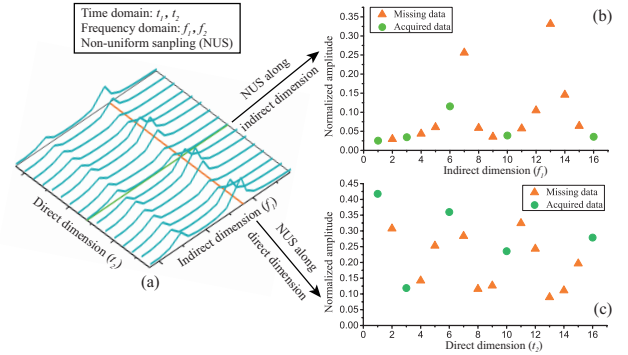 Time domain: t1, t2
Frequency domain: f1, f2
Non-uniform sampling (NUS)
NUS along
indirect dimension
Direct dimension (t2)
Indirect dimension (f1)
NUS along
direct dimension
(a)
(b)
Missing data
Acquired data
Normalized amplitude
0.35
0.30
0.25
0.20
0.15
0.10
0.05
0.00
0 2 4 6 8 10 12 14 16
Indirect dimension (f1)
Missing data
Acquired data
Normalized amplitude
0.45
0.40
0.35
0.30
0.25
0.20
0.15
0.10
0.05
0.00
(c)
0 2 4 6 8 10 12 14 16
Direct dimension (t2)